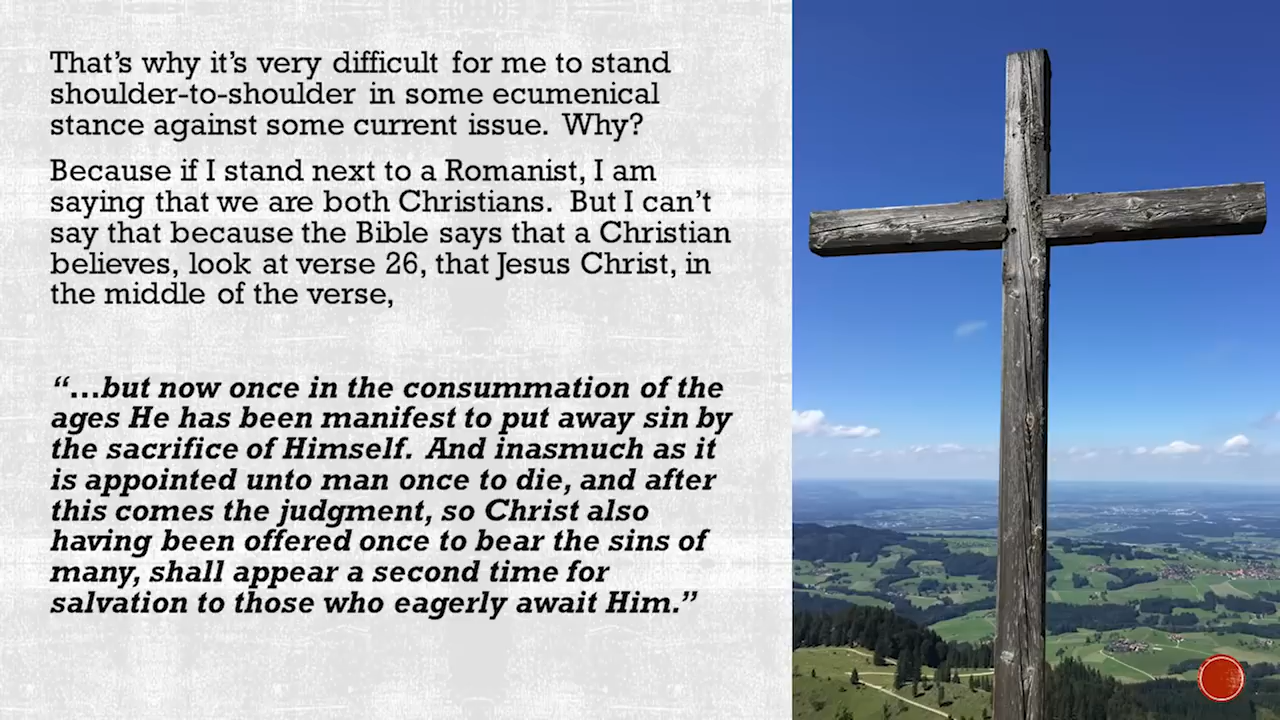 That’s why it’s very difficult for me to stand
shoulder-to-shoulder in some ecumenical
stance against some current issue.  Why?
Because if I stand next to a Romanist, I am
saying that we are both Christians.  But I can’t
say that because the Bible says that a Christian
believes, look at verse 26, that Jesus Christ, in
the middle of the verse,
“…but now once in the consummation of the
ages He has been manifest to put away sin by
the sacrifice of Himself.  And inasmuch as it
is appointed unto man once to die, and after
this comes the judgment, so Christ also
having been offered once to bear the sins of
many, shall appear a second time for
salvation to those who eagerly await Him.”